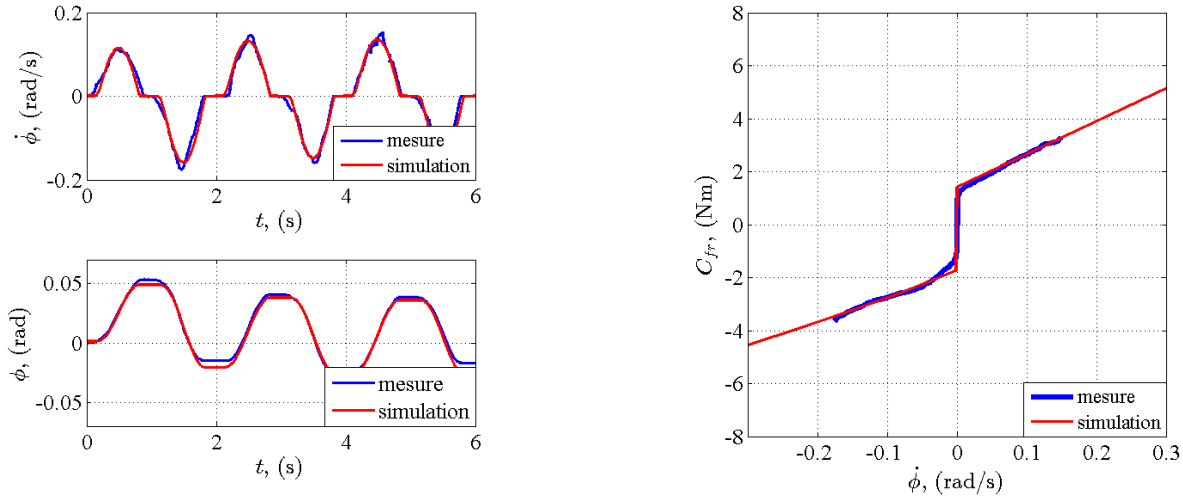 0.2
0
-0.2
ϕ̇, (rad/s)
0 2 4 6
t, (s)
mesure
simulation
0.05
0
-0.05
ϕ, (rad)
0 2 4 6
t, (s)
mesure
simulation
8
6
4
2
0
-2
-4
-6
-8
C_fr, (Nm)
-0.2 -0.1 0 0.1 0.2 0.3
ϕ̇, (rad/s)
mesure
simulation